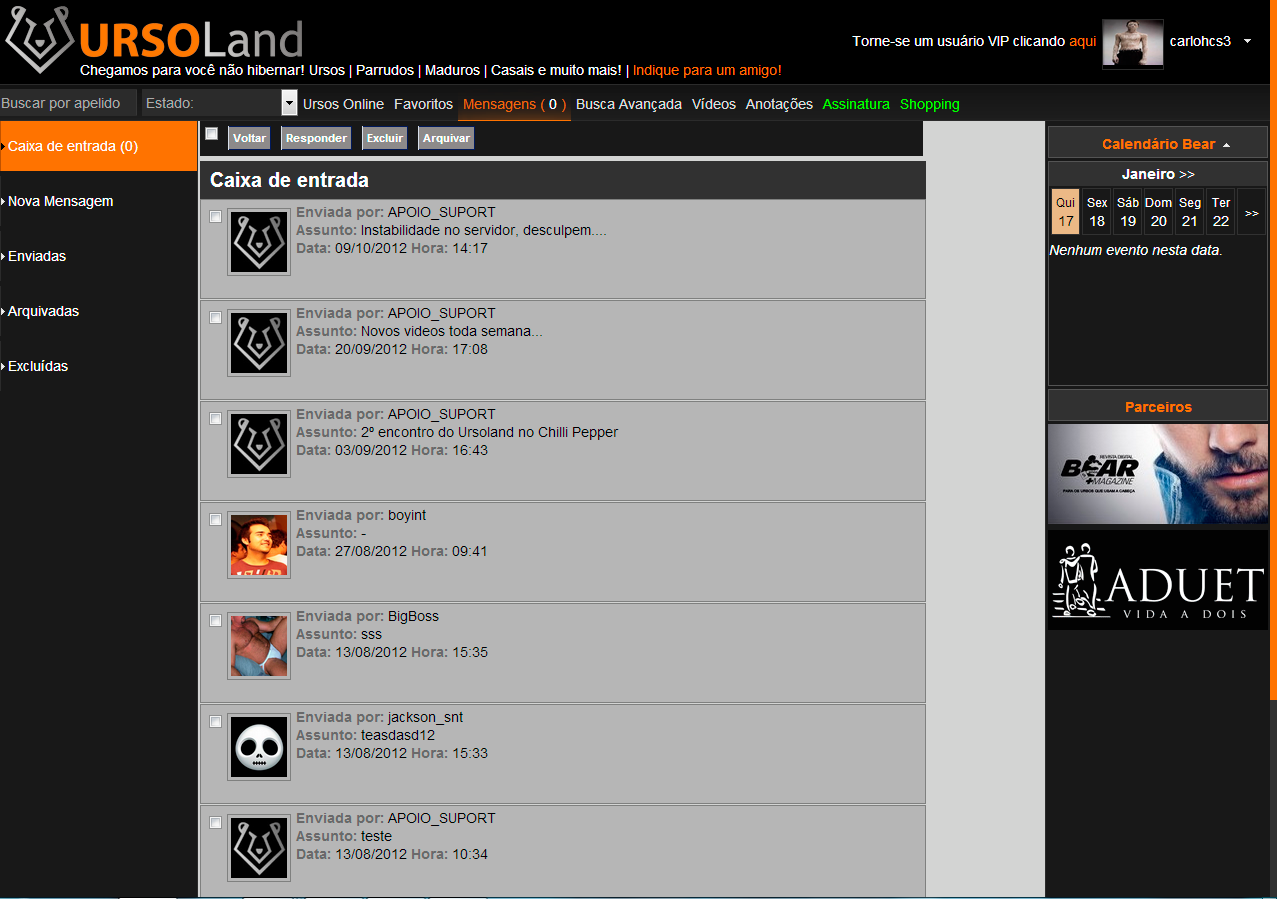 URSOLand
Chegamos para você não hibernar! Ursos | Parrudos | Maduros | Casais e muito mais! | Indique para um amigo!
Torne-se um usuário VIP clicando aqui
carlohcs3
Buscar por apelido
Estado:
Ursos Online Favoritos Mensagens ( 0 ) Busca Avançada Vídeos Anotações Assinatura Shopping
Caixa de entrada (0)
Nova Mensagem
Enviadas
Arquivadas
Excluídas
Voltar Responder Excluir Arquivar
Caixa de entrada
Enviada por: APOIO_SUPORT
Assunto: Instabilidade no servidor, desculpem....
Data: 09/10/2012 Hora: 14:17
Enviada por: APOIO_SUPORT
Assunto: Novos videos toda semana...
Data: 20/09/2012 Hora: 17:08
Enviada por: APOIO_SUPORT
Assunto: 2º encontro do Ursoland no Chilli Pepper
Data: 03/09/2012 Hora: 16:43
Enviada por: boyint
Assunto: -
Data: 27/08/2012 Hora: 09:41
Enviada por: BigBoss
Assunto: sss
Data: 13/08/2012 Hora: 15:35
Enviada por: jackson_snt
Assunto: teasdasd12
Data: 13/08/2012 Hora: 15:33
Enviada por: APOIO_SUPORT
Assunto: teste
Data: 13/08/2012 Hora: 10:34
Calendário Bear
Janeiro >>
Qui Sex Sáb Dom Seg Ter
17 18 19 20 21 22 >>
Nenhum evento nesta data.
Parceiros
REVISTA DIGITAL
BEAR
+MAGAZINE
PARA OS URSOS QUE USAM A CABEÇA
ADUET
VIDA A DOIS